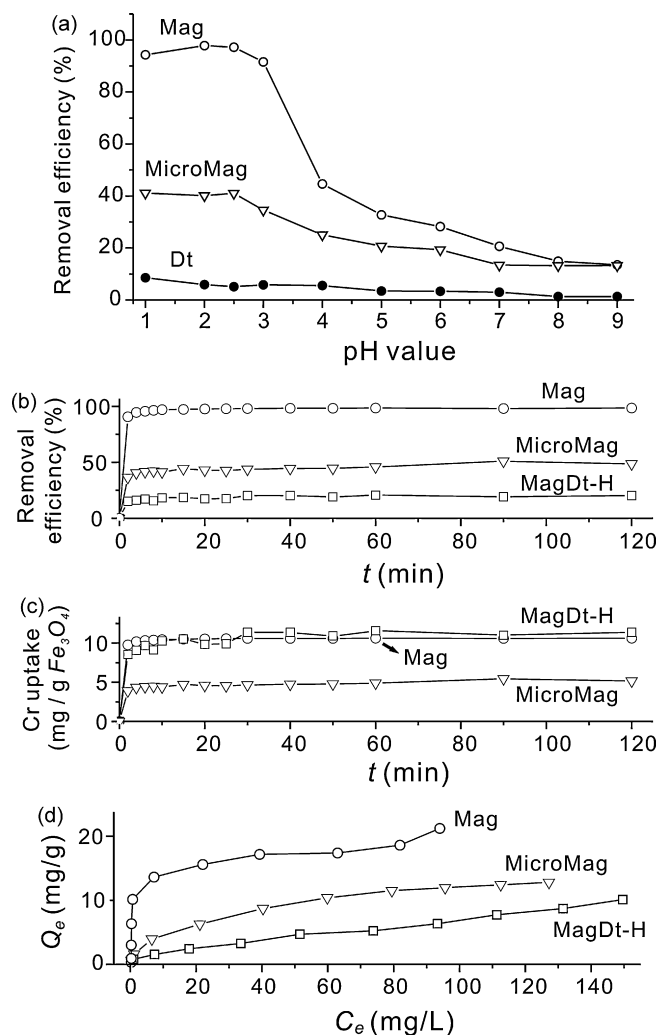 (a)
Mag
MicroMag
Dt
Removal efficiency (%)
100
80
60
40
20
0
1 2 3 4 5 6 7 8 9
pH value
(b)
Mag
MicroMag
MagDt-H
Removal
efficiency (%)
100
50
0
0 20 40 60 80 100 120
t (min)
(c)
MagDt-H
Mag
MicroMag
Cr uptake
(mg / g Fe₃O₄)
10
5
0
0 20 40 60 80 100 120
t (min)
(d)
Mag
MicroMag
MagDt-H
Qₑ (mg/g)
20
10
0
0 20 40 60 80 100 120 140
Cₑ (mg/L)